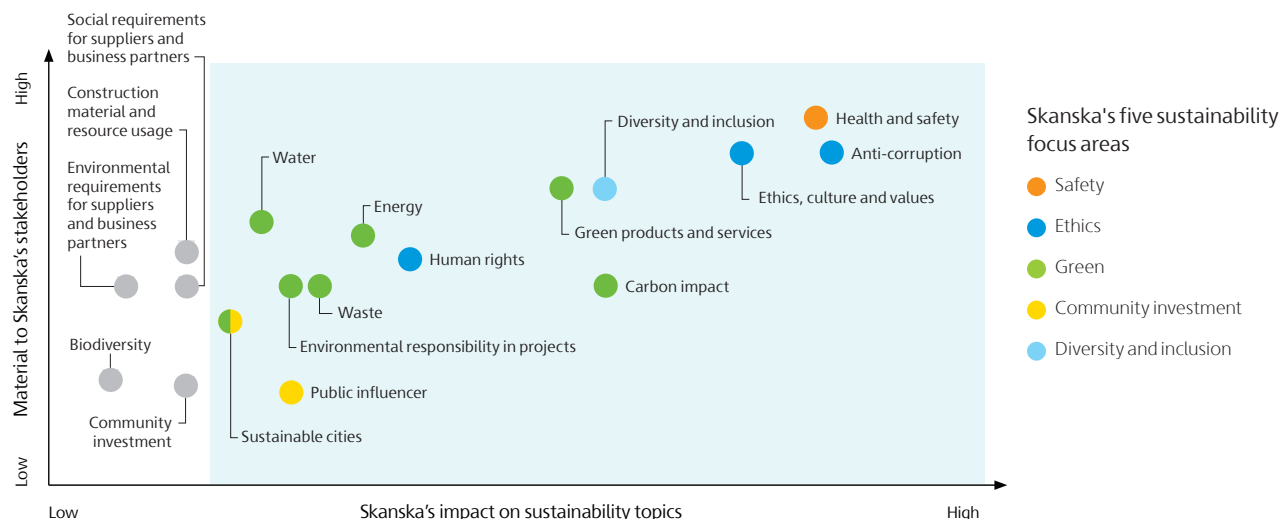 Social requirements
for suppliers and
business partners
High
Construction
material and
resource usage
Environmental
requirements
for suppliers
and business
partners
Material to Skanska's stakeholders
Water
Energy
Human rights
Diversity and inclusion
Health and safety
Anti-corruption
Ethics, culture and values
Green products and services
Carbon impact
Waste
Environmental responsibility in projects
Biodiversity
Public influencer
Community
investment
Sustainable cities
Low
Low
Skanska's impact on sustainability topics
High
Skanska's five sustainability
focus areas
Safety
Ethics
Green
Community investment
Diversity and inclusion